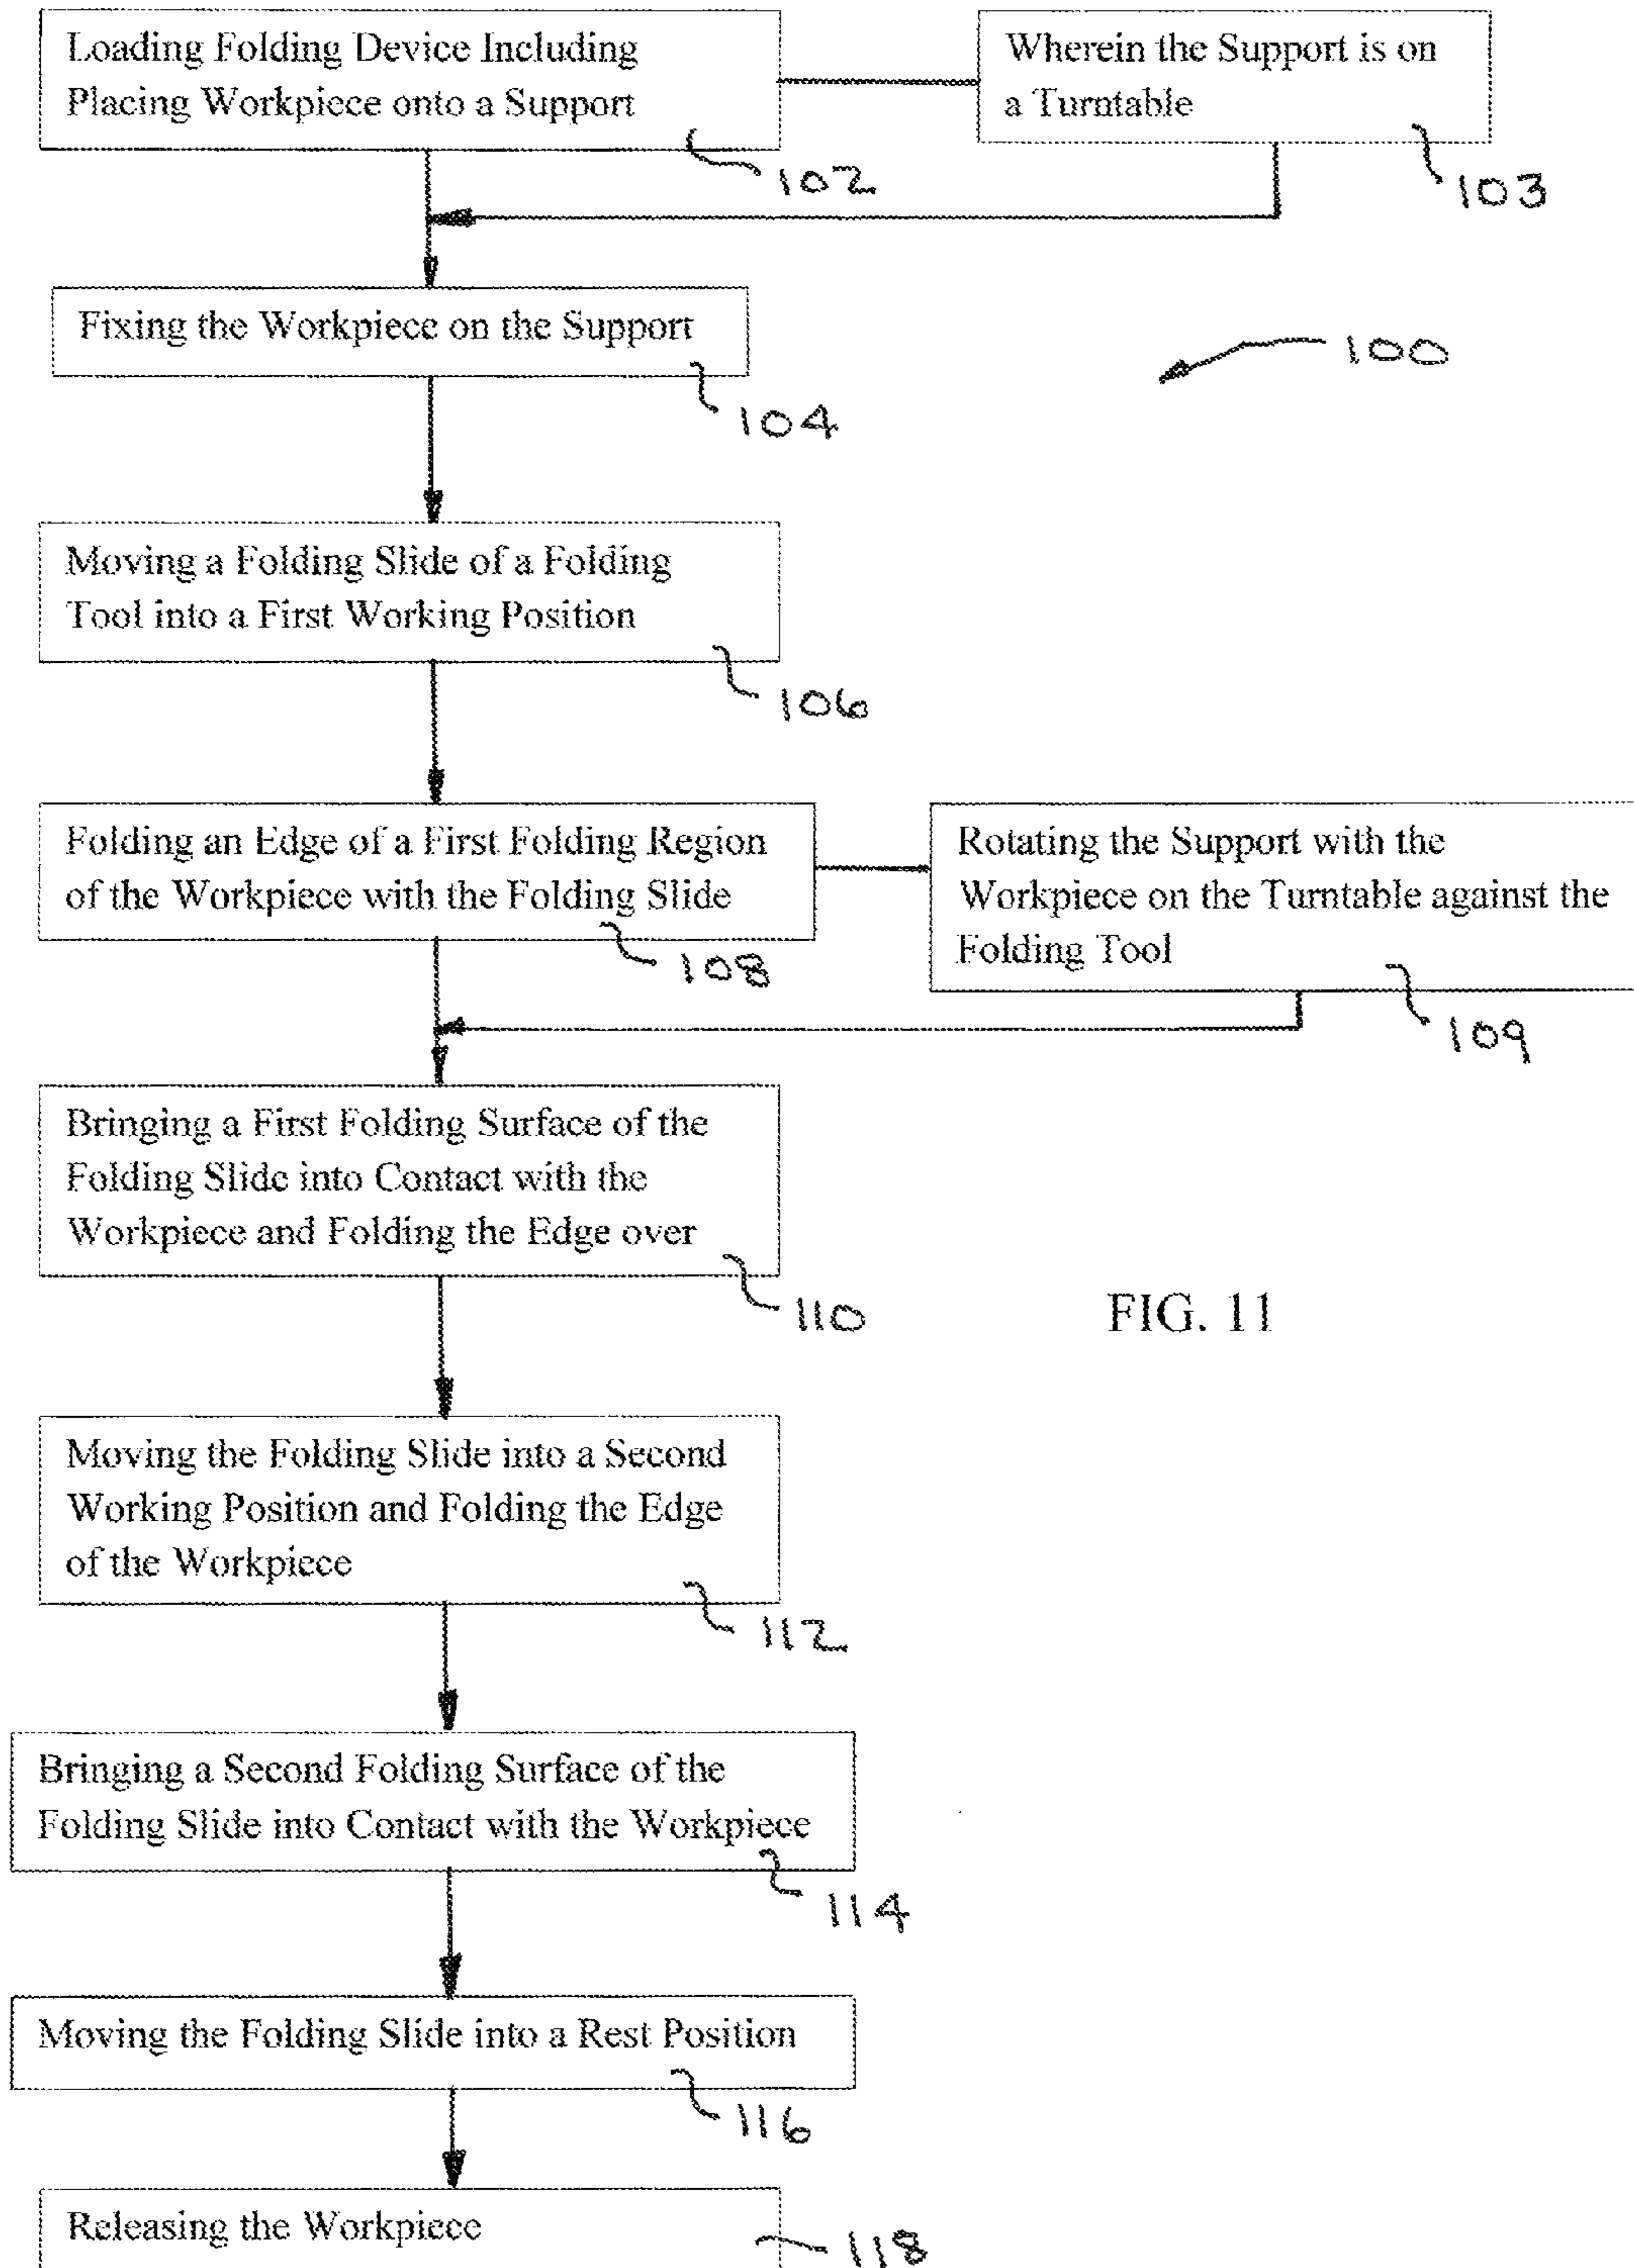 Loading Folding Device Including
Placing Workpiece onto a Support
102
Wherein the Support is on
a Turntable
103
Fixing the Workpiece on the Support
104
100
Moving a Folding Slide of a Folding
Tool into a First Working Position
106
Folding an Edge of a First Folding Region
of the Workpiece with the Folding Slide
108
Rotating the Support with the
Workpiece on the Turntable against the
Folding Tool
109
Bringing a First Folding Surface of the
Folding Slide into Contact with the
Workpiece and Folding the Edge over
110
FIG. 11
Moving the Folding Slide into a Second
Working Position and Folding the Edge
of the Workpiece
112
Bringing a Second Folding Surface of the
Folding Slide into Contact with the Workpiece
114
Moving the Folding Slide into a Rest Position
116
Releasing the Workpiece
118